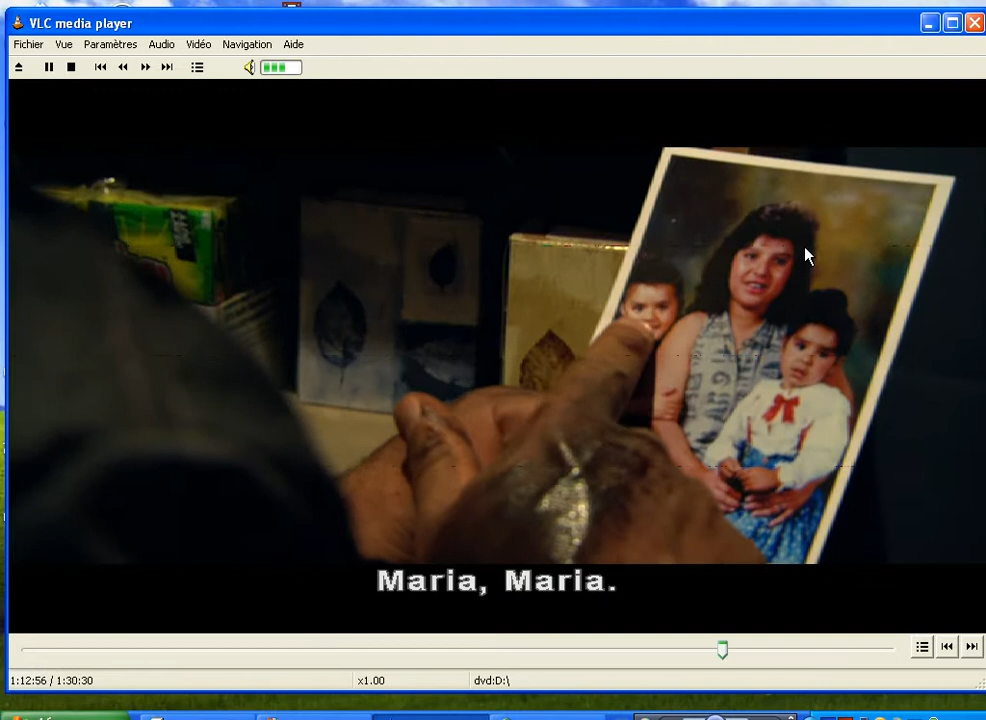 VLC media player
Fichier Vue Paramètres Audio Vidéo Navigation Aide
Maria, Maria.
1:12:56 / 1:30:30 x1.00 dvd:D:\